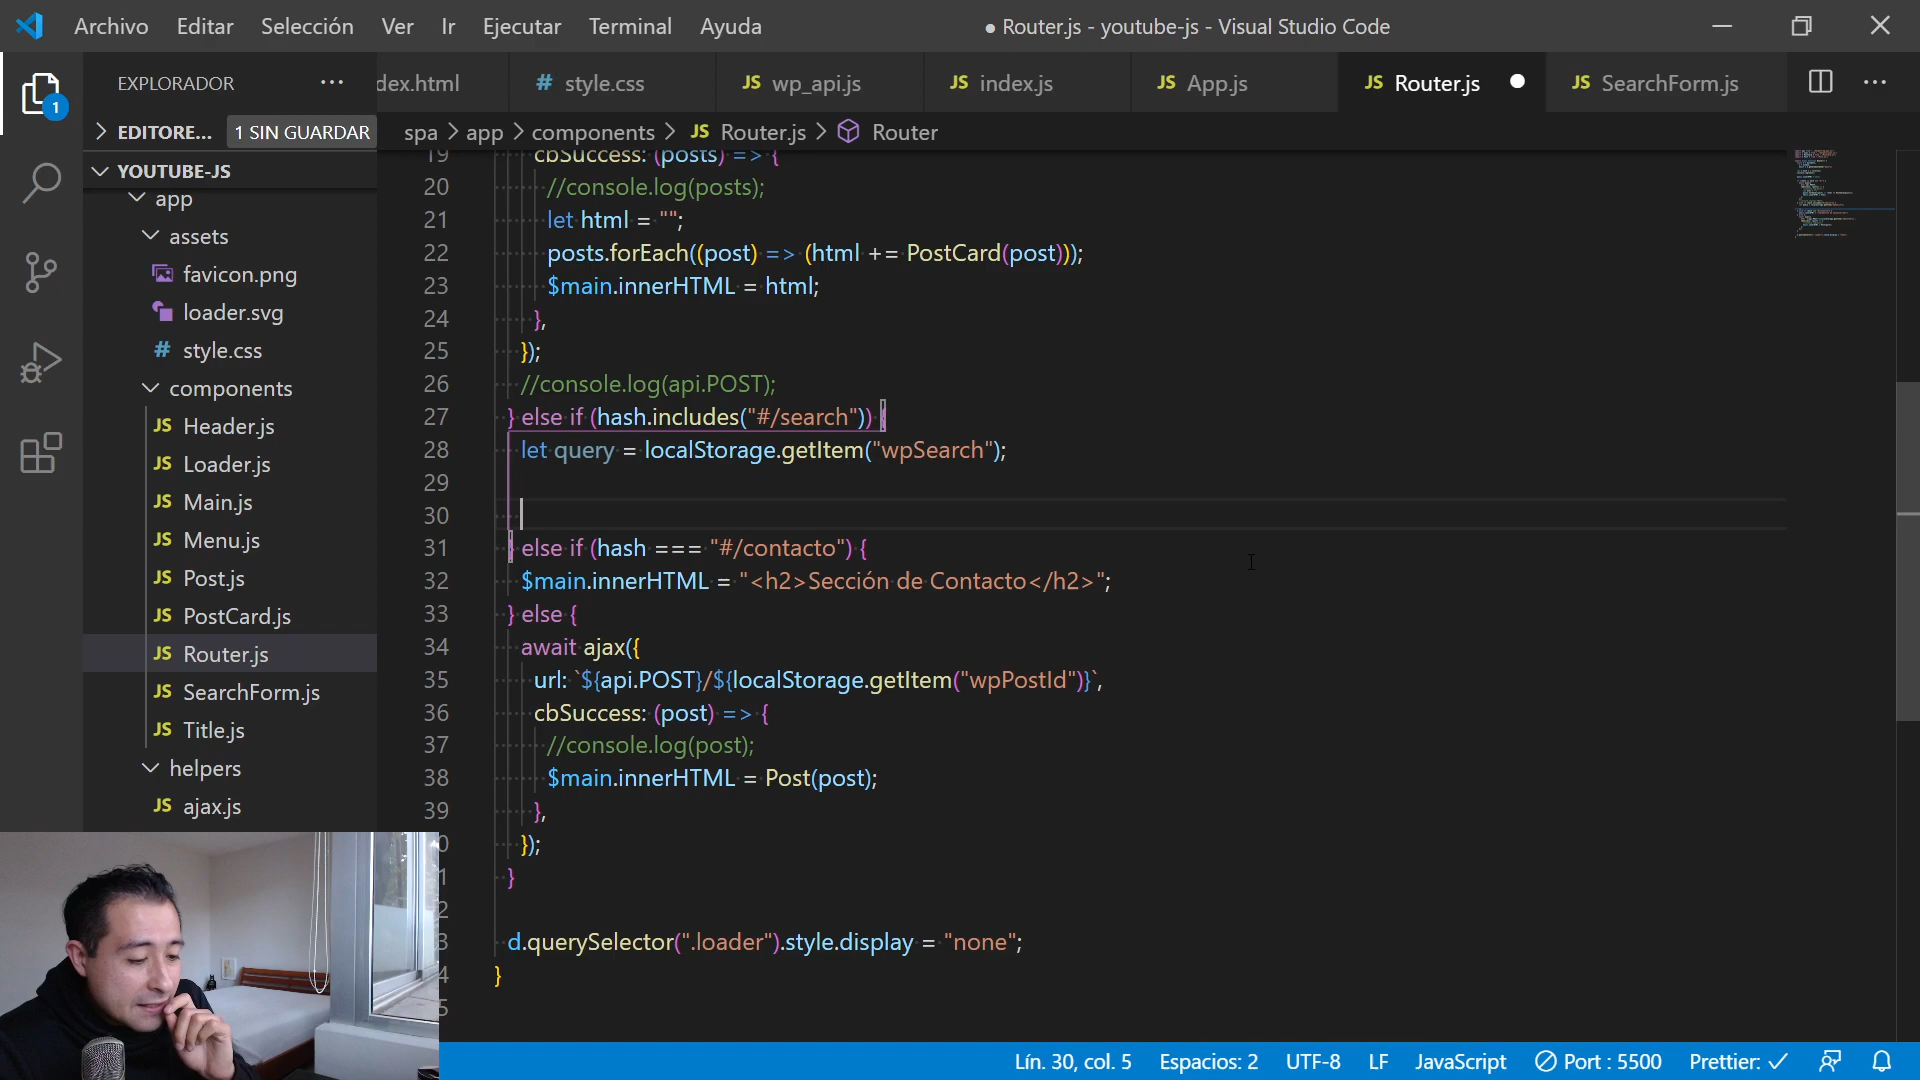 Archivo Editar Selección Ver Ir Ejecutar Terminal Ayuda
● Router.js - youtube-js - Visual Studio Code
EXPLORADOR
dex.html # style.css JS wp_api.js JS index.js JS App.js JS Router.js JS SearchForm.js
1
EDITORE... 1 SIN GUARDAR
spa > app > components > JS Router.js > Router
YOUTUBE-JS
app
assets
favicon.png
loader.svg
# style.css
components
JS Header.js
JS Loader.js
JS Main.js
JS Menu.js
JS Post.js
JS PostCard.js
JS Router.js
JS SearchForm.js
JS Title.js
helpers
JS ajax.js
19 cbSuccess: (posts) => {
20 //console.log(posts);
21 let html = "";
22 posts.forEach((post) => (html += PostCard(post)));
23 $main.innerHTML = html;
24 },
25 });
26 //console.log(api.POST);
27 } else if (hash.includes("#/search")) {
28 let query = localStorage.getItem("wpSearch");
29
30
31 } else if (hash === "#/contacto") {
32 $main.innerHTML = "<h2>Sección de Contacto</h2>";
33 } else {
34 await ajax({
35 url: `${api.POST}/${localStorage.getItem("wpPostId")}`,
36 cbSuccess: (post) => {
37 //console.log(post);
38 $main.innerHTML = Post(post);
39 },
0 });
1 }
2
3 d.querySelector(".loader").style.display = "none";
4 }
5
Lín. 30, col. 5 Espacios: 2 UTF-8 LF JavaScript Port : 5500 Prettier: ✓